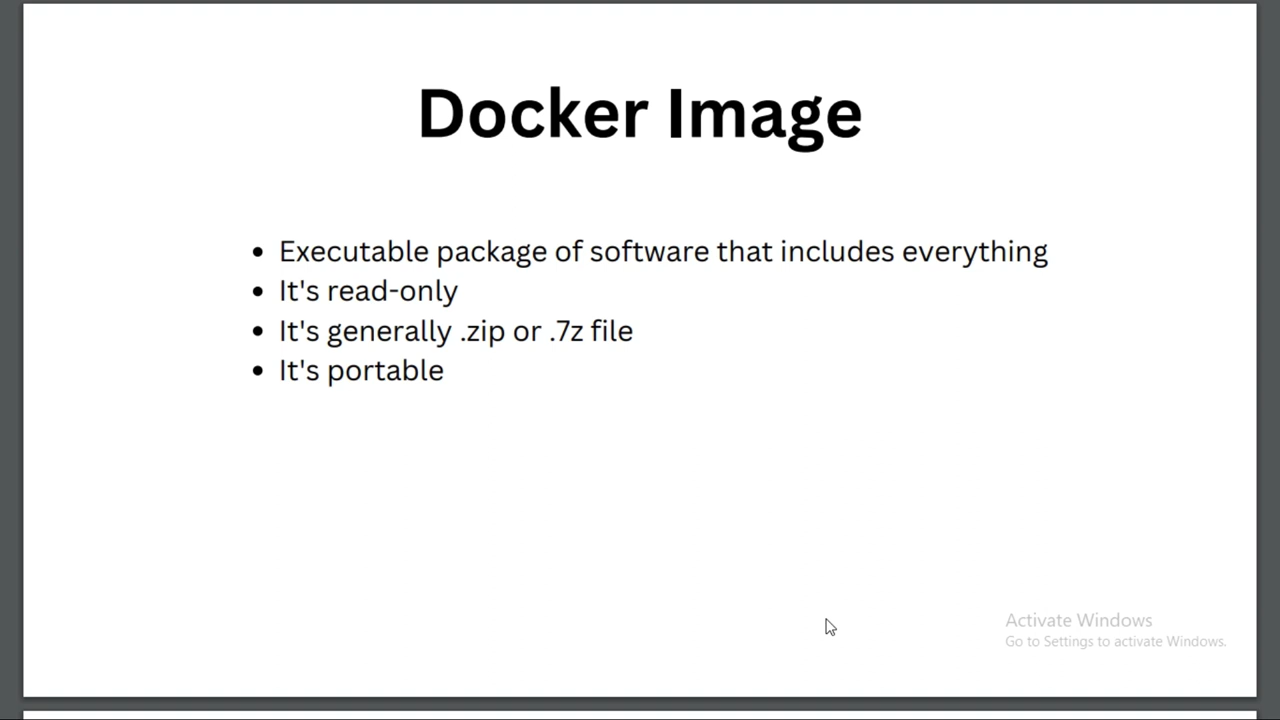 Docker Image
• Executable package of software that includes everything
• It's read-only
• It's generally .zip or .7z file
• It's portable
Activate Windows
Go to Settings to activate Windows.